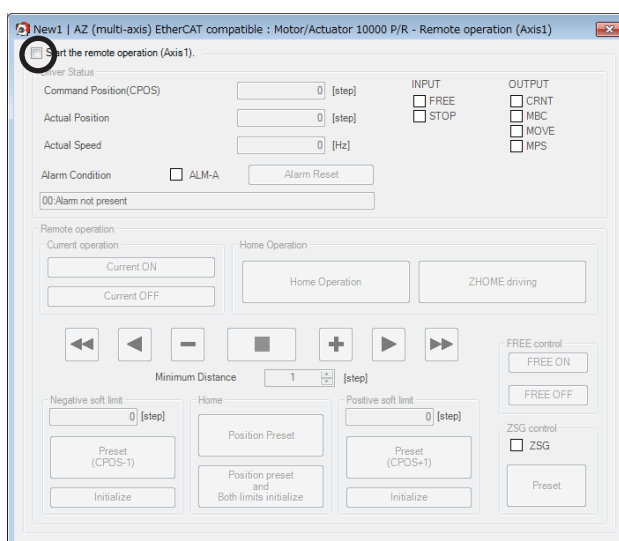 New1 | AZ (multi-axis) EtherCAT compatible : Motor/Actuator 10000 P/R - Remote operation (Axis1)
Start the remote operation (Axis1).
Driver Status
Command Position(CPOS) 0 [step]
Actual Position 0 [step]
Actual Speed 0 [Hz]
INPUT
FREE
STOP
OUTPUT
CRNT
MBC
MOVE
MPS
Alarm Condition ALM-A Alarm Reset
00:Alarm not present
Remote operation
Current operation
Current ON
Current OFF
Home Operation
Home Operation ZHOME driving
Minimum Distance 1 [step]
FREE control
FREE ON
FREE OFF
Negative soft limit
0 [step]
Preset
(CPOS-1)
Initialize
Home
Position Preset
Position preset
and
Both limits initialize
Positive soft limit
0 [step]
Preset
(CPOS+1)
Initialize
ZSG control
ZSG
Preset